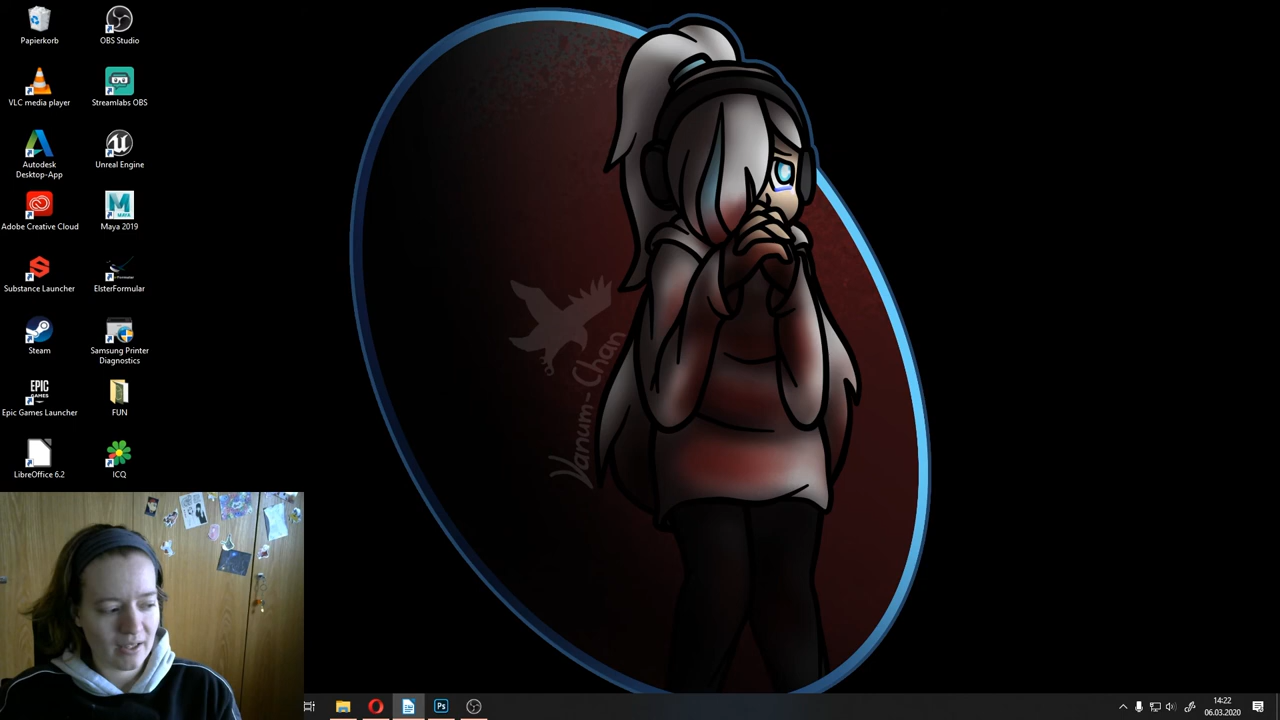 Papierkorb
OBS Studio
VLC media player
Streamlabs OBS
Autodesk
Desktop-App
Unreal Engine
Adobe Creative Cloud
MAYA
Maya 2019
Substance Launcher
ElsterFormular
Steam
Samsung Printer
Diagnostics
EPIC
GAMES
Epic Games Launcher
FUN
LibreOffice 6.2
ICQ
Vanum-Chan
Ps
14:22
06.03.2020